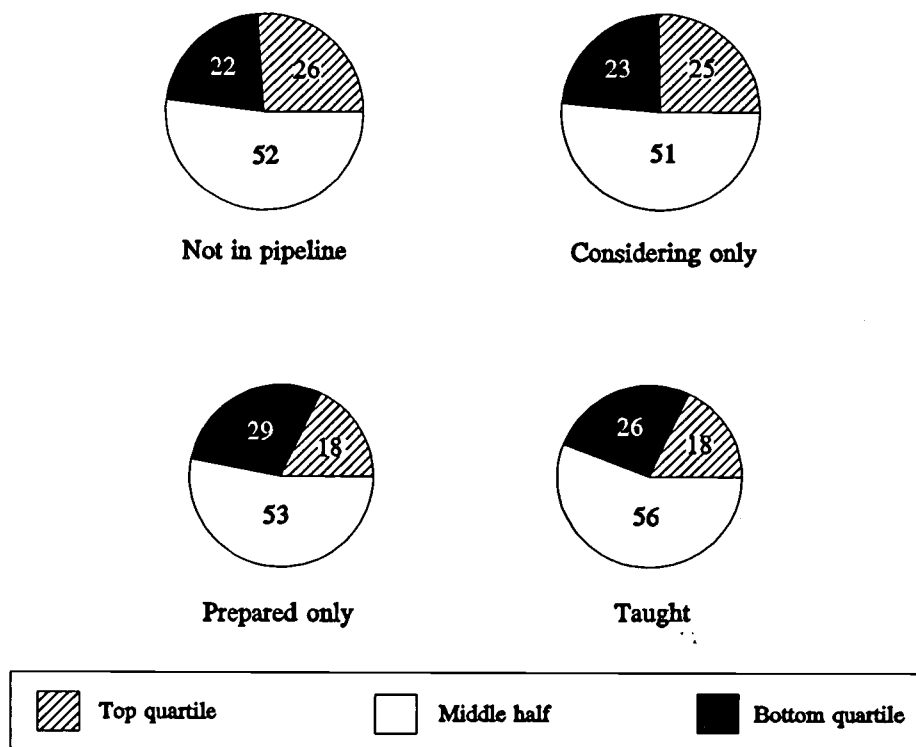 22 26
52
Not in pipeline
23 25
51
Considering only
29 18
53
Prepared only
26 18
56
Taught
Top quartile
Middle half
Bottom quartile